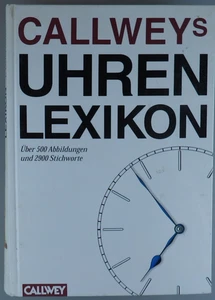 CALLWEYS
UHREN
LEXIKON
Über 500 Abbildungen
und 2900 Stichworte
CALLWEY